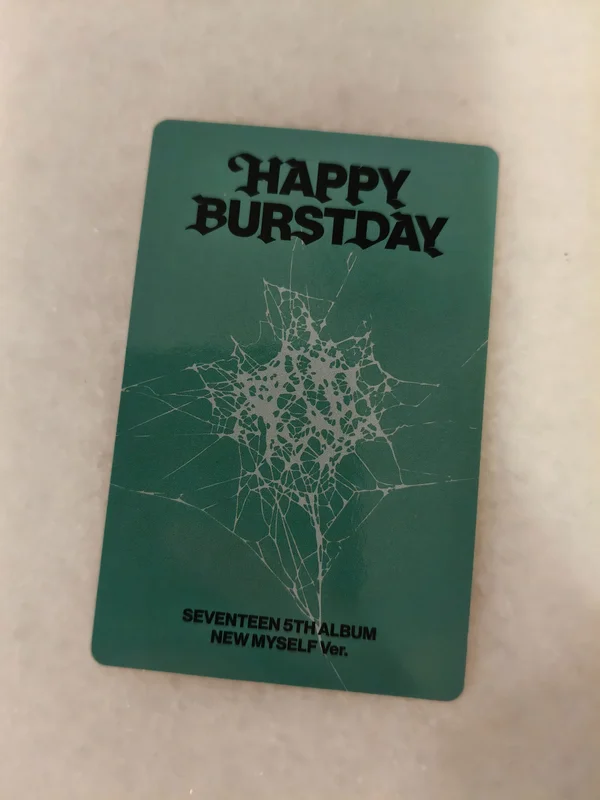 HAPPY
BURSTDAY
SEVENTEEN 5TH ALBUM
NEW MYSELF Ver.